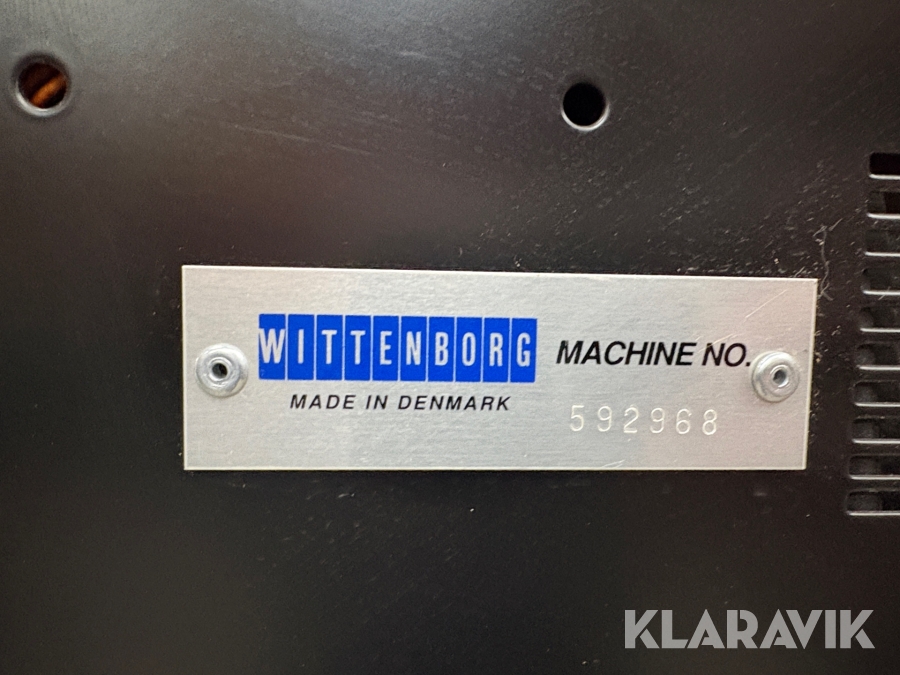 WITTENBORG MACHINE NO.
MADE IN DENMARK
592968
KLARAVIK